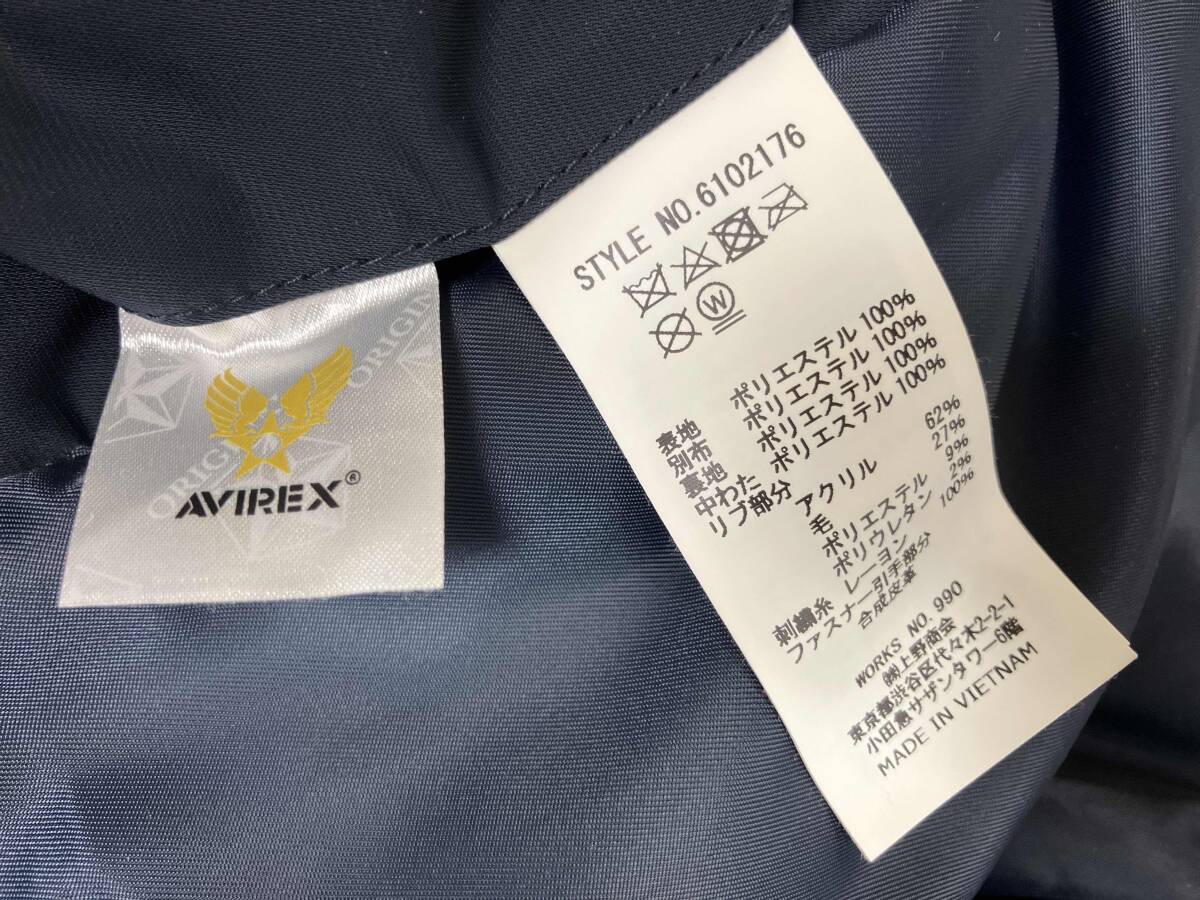 ORIGIN
ORIGI
AVIREX®
STYLE NO.6102176
W
表地 ポリエステル 100%
別布 ポリエステル 100%
裏地 ポリエステル 100%
中わた ポリエステル 100%
リブ部分 アクリル 62%
毛 27%
ポリエステル 9%
ポリウレタン 2%
刺繍糸 レーヨン 100%
ファスナー引手部分
合成皮革
WORKS NO. 990
㈱上野商会
東京都渋谷区代々木2-2-1
小田急サザンタワー6階
MADE IN VIETNAM